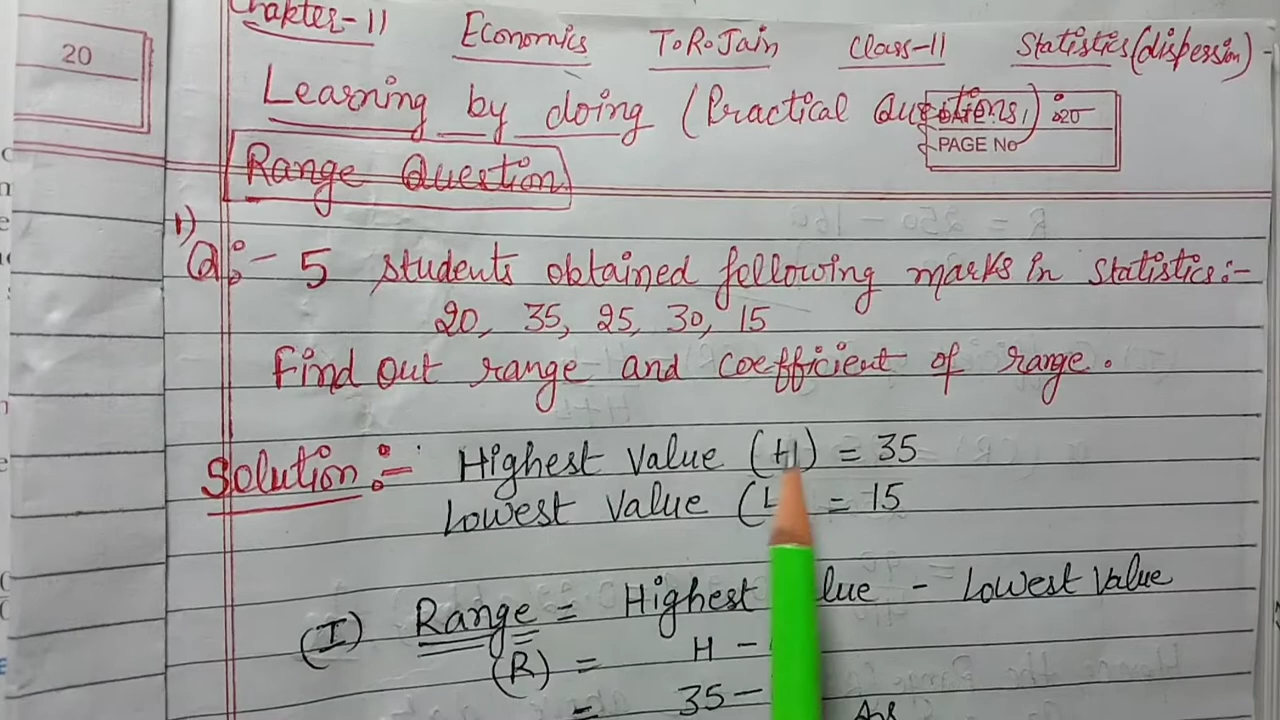 20
Chapter-11 Economics T.R.Jain Class-11 Statistics(dispersion)-
Learning by doing (Practical Questions)
PAGE No
Range Question
1)
Q:- 5 students obtained following marks in Statistics:-
20, 35, 25, 30, 15
Find out range and coefficient of range.
Solution:- Highest Value (H) = 35
Lowest Value (L = 15
(I) Range = Highest lue - Lowest Value
(R) = H -
= 35 - Ans